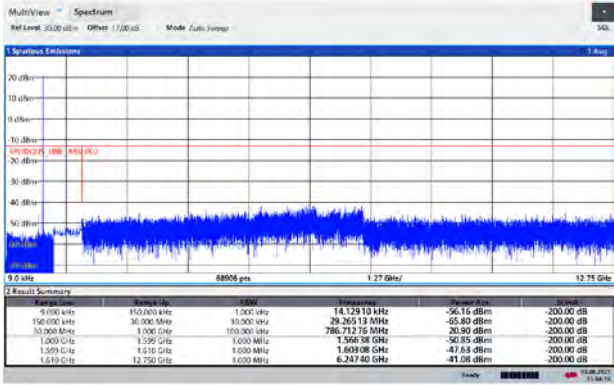 MultiView Spectrum
Ref Level 30.00 dBm Offset 17.00 dB Mode Auto Sweep
SGL
1 Spurious Emissions
1 Avg
20 dBm
10 dBm
0 dBm
-10 dBm
SPURIOUS_LINE_ABS_002
-20 dBm
-30 dBm
-40 dBm
-50 dBm
9.0 kHz 68906 pts 1.27 GHz/ 12.75 GHz
2 Result Summary
Range Low Range Up RBW Frequency Power Abs ΔLimit
9.000 kHz 150.000 kHz 1.000 kHz 14.12910 kHz -56.16 dBm -200.00 dB
150.000 kHz 30.000 MHz 10.000 kHz 29.26513 MHz -65.80 dBm -200.00 dB
30.000 MHz 1.000 GHz 100.000 kHz 786.71276 MHz 20.90 dBm -200.00 dB
1.000 GHz 1.599 GHz 1.000 MHz 1.56638 GHz -50.85 dBm -200.00 dB
1.599 GHz 1.610 GHz 1.000 MHz 1.60308 GHz -47.63 dBm -200.00 dB
1.610 GHz 12.750 GHz 1.000 MHz 6.24740 GHz -41.08 dBm -200.00 dB
Ready